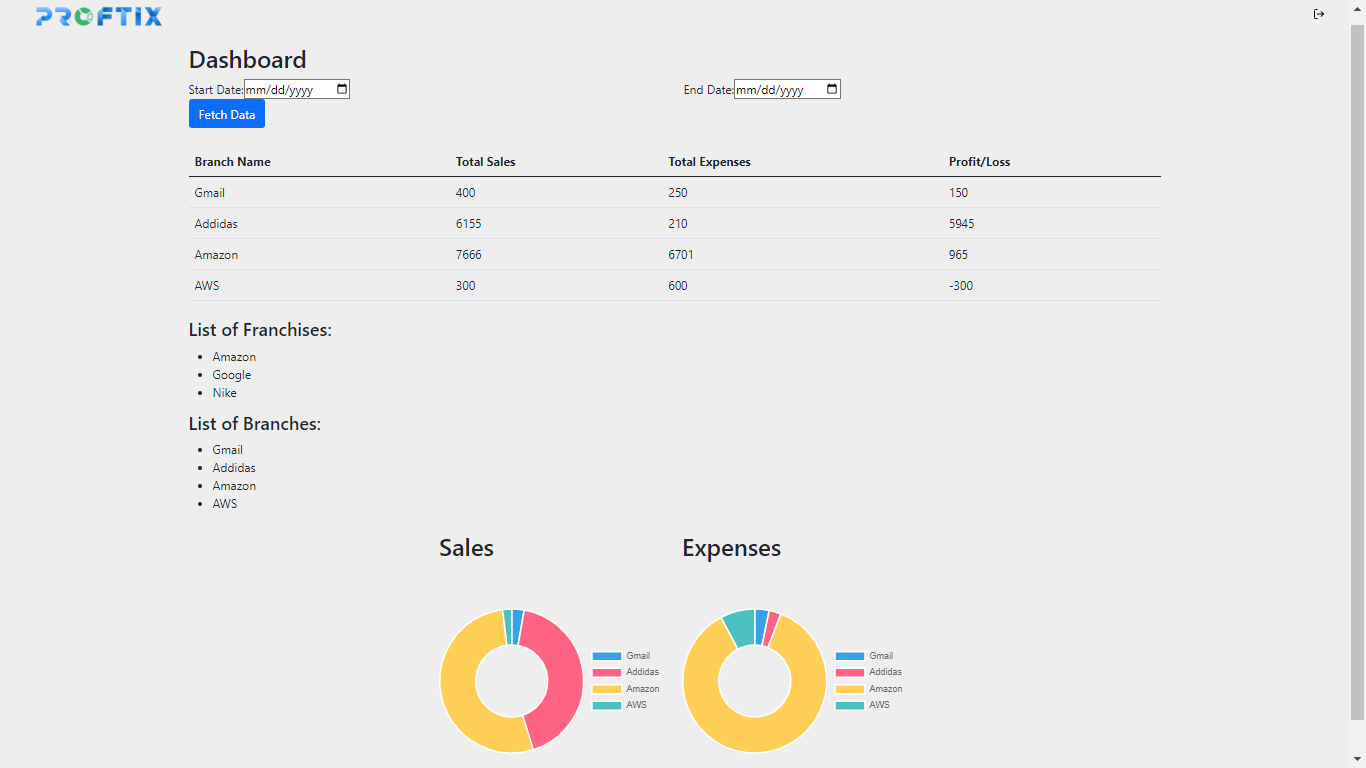 PROFTIX
Dashboard
Start Date: mm/dd/yyyy End Date: mm/dd/yyyy
Fetch Data
Branch Name Total Sales Total Expenses Profit/Loss
Gmail 400 250 150
Addidas 6155 210 5945
Amazon 7666 6701 965
AWS 300 600 -300
List of Franchises:
Amazon
Google
Nike
List of Branches:
Gmail
Addidas
Amazon
AWS
Sales Expenses
Gmail Gmail
Addidas Addidas
Amazon Amazon
AWS AWS